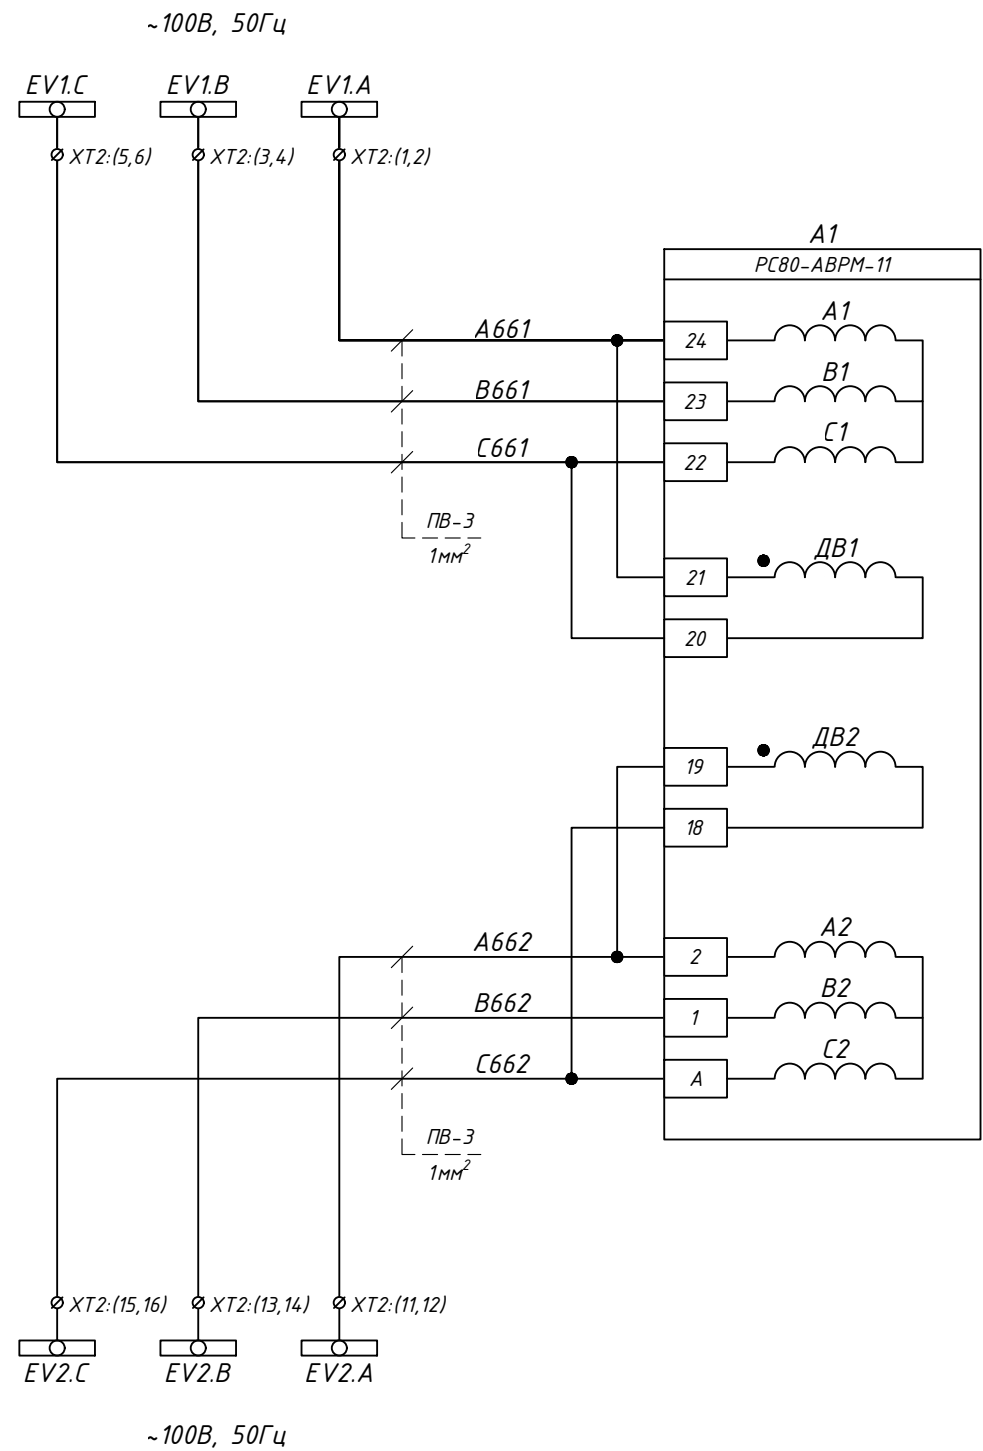 ~100В, 50Гц
EV1.C
EV1.B
EV1.A
XT2:(5,6)
XT2:(3,4)
XT2:(1,2)
A1
РС80-АВРМ-11
A661
24
A1
B661
23
B1
C661
22
C1
ПВ-3
1мм²
21
ДВ1
20
19
ДВ2
18
A662
2
A2
B662
1
B2
C662
A
C2
ПВ-3
1мм²
XT2:(15,16)
XT2:(13,14)
XT2:(11,12)
EV2.C
EV2.B
EV2.A
~100В, 50Гц